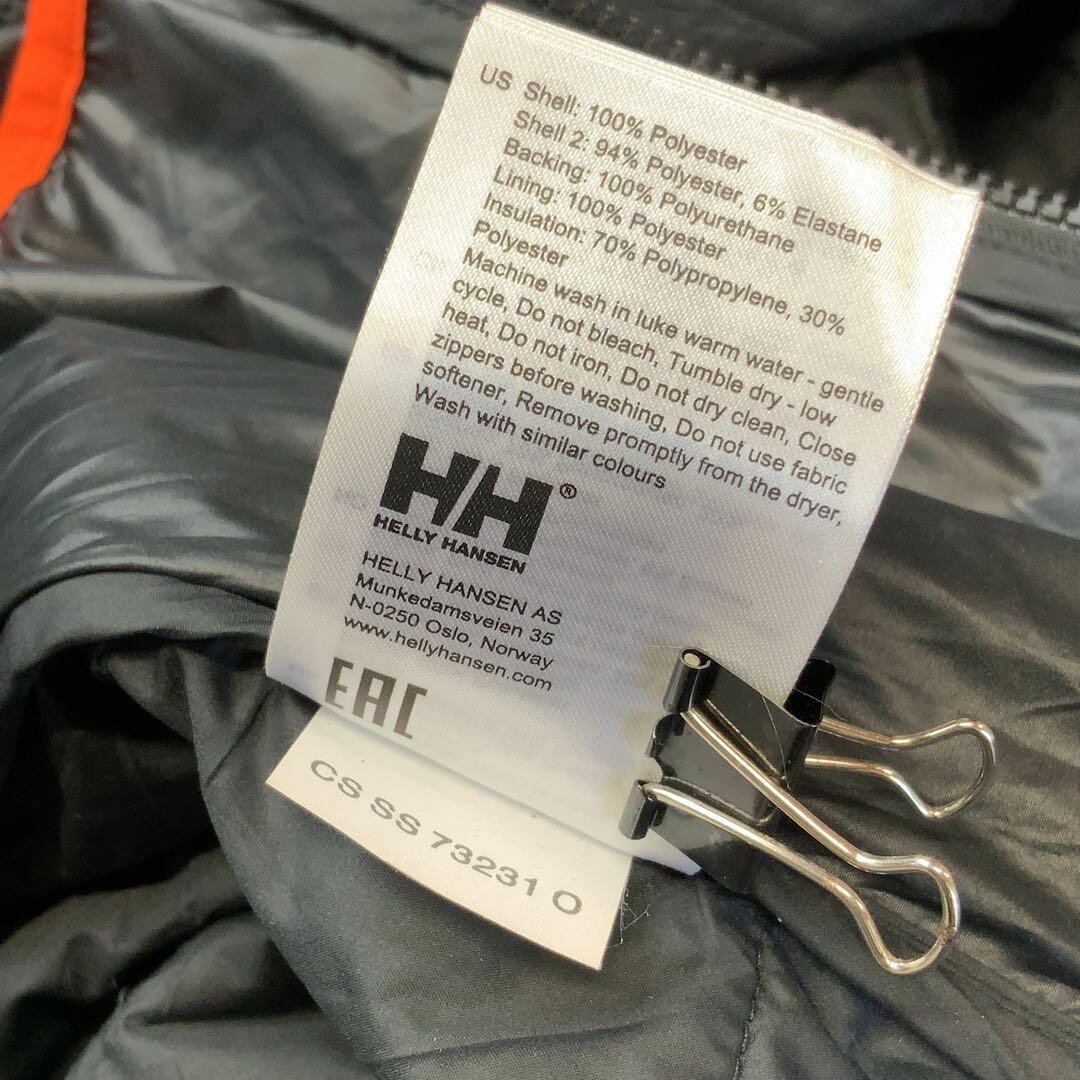 US Shell: 100% Polyester
Shell 2: 94% Polyester, 6% Elastane
Backing: 100% Polyurethane
Lining: 100% Polyester
Insulation: 70% Polypropylene, 30%
Polyester
Machine wash in luke warm water - gentle
cycle, Do not bleach, Tumble dry - low
heat, Do not iron, Do not dry clean, Close
zippers before washing, Do not use fabric
softener, Remove promptly from the dryer,
Wash with similar colours
HH®
HELLY HANSEN
HELLY HANSEN AS
Munkedamsveien 35
N-0250 Oslo, Norway
www.hellyhansen.com
EAC
CS SS 73231 O